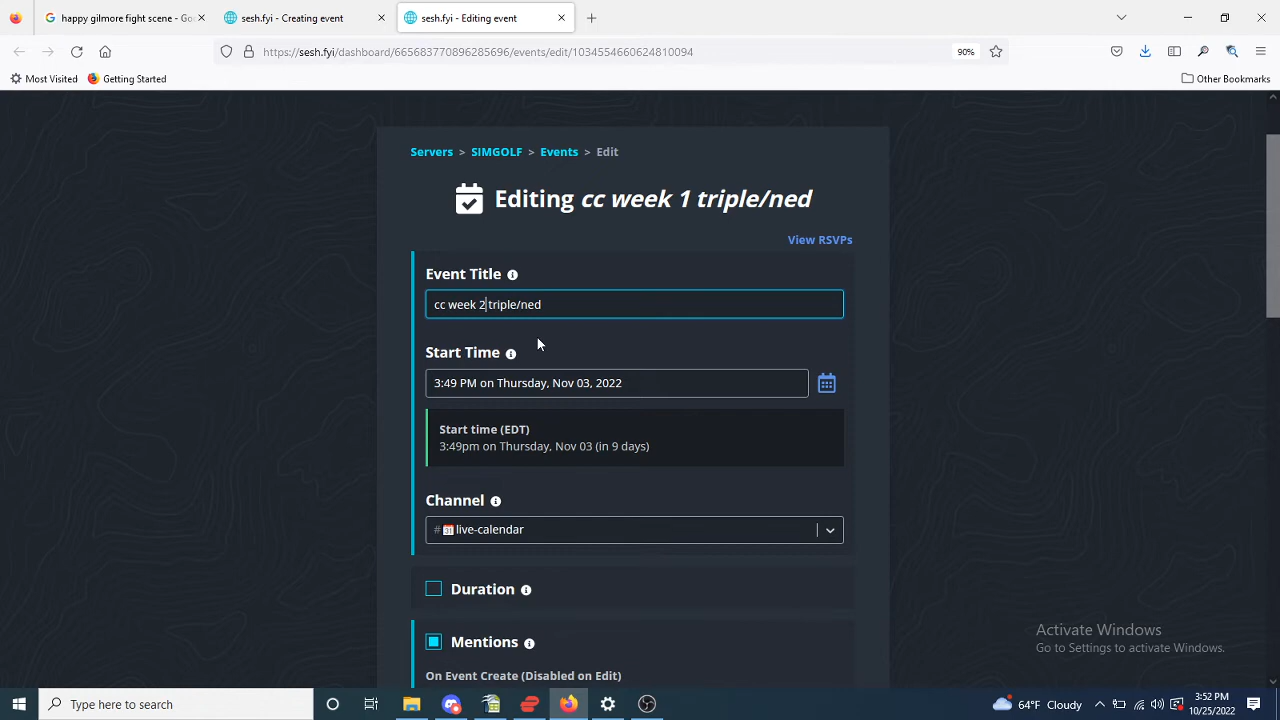 happy gilmore fight scene - Go
sesh.fyi - Creating event
sesh.fyi - Editing event
https://sesh.fyi/dashboard/665683770896285696/events/edit/1034554660624810094
90%
Most Visited
Getting Started
Other Bookmarks
Servers > SIMGOLF > Events > Edit
Editing cc week 1 triple/ned
View RSVPs
Event Title
cc week 2 triple/ned
Start Time
3:49 PM on Thursday, Nov 03, 2022
Start time (EDT)
3:49pm on Thursday, Nov 03 (in 9 days)
Channel
# 31 live-calendar
Duration
Mentions
On Event Create (Disabled on Edit)
Activate Windows
Go to Settings to activate Windows.
Type here to search
64°F Cloudy
3:52 PM
10/25/2022